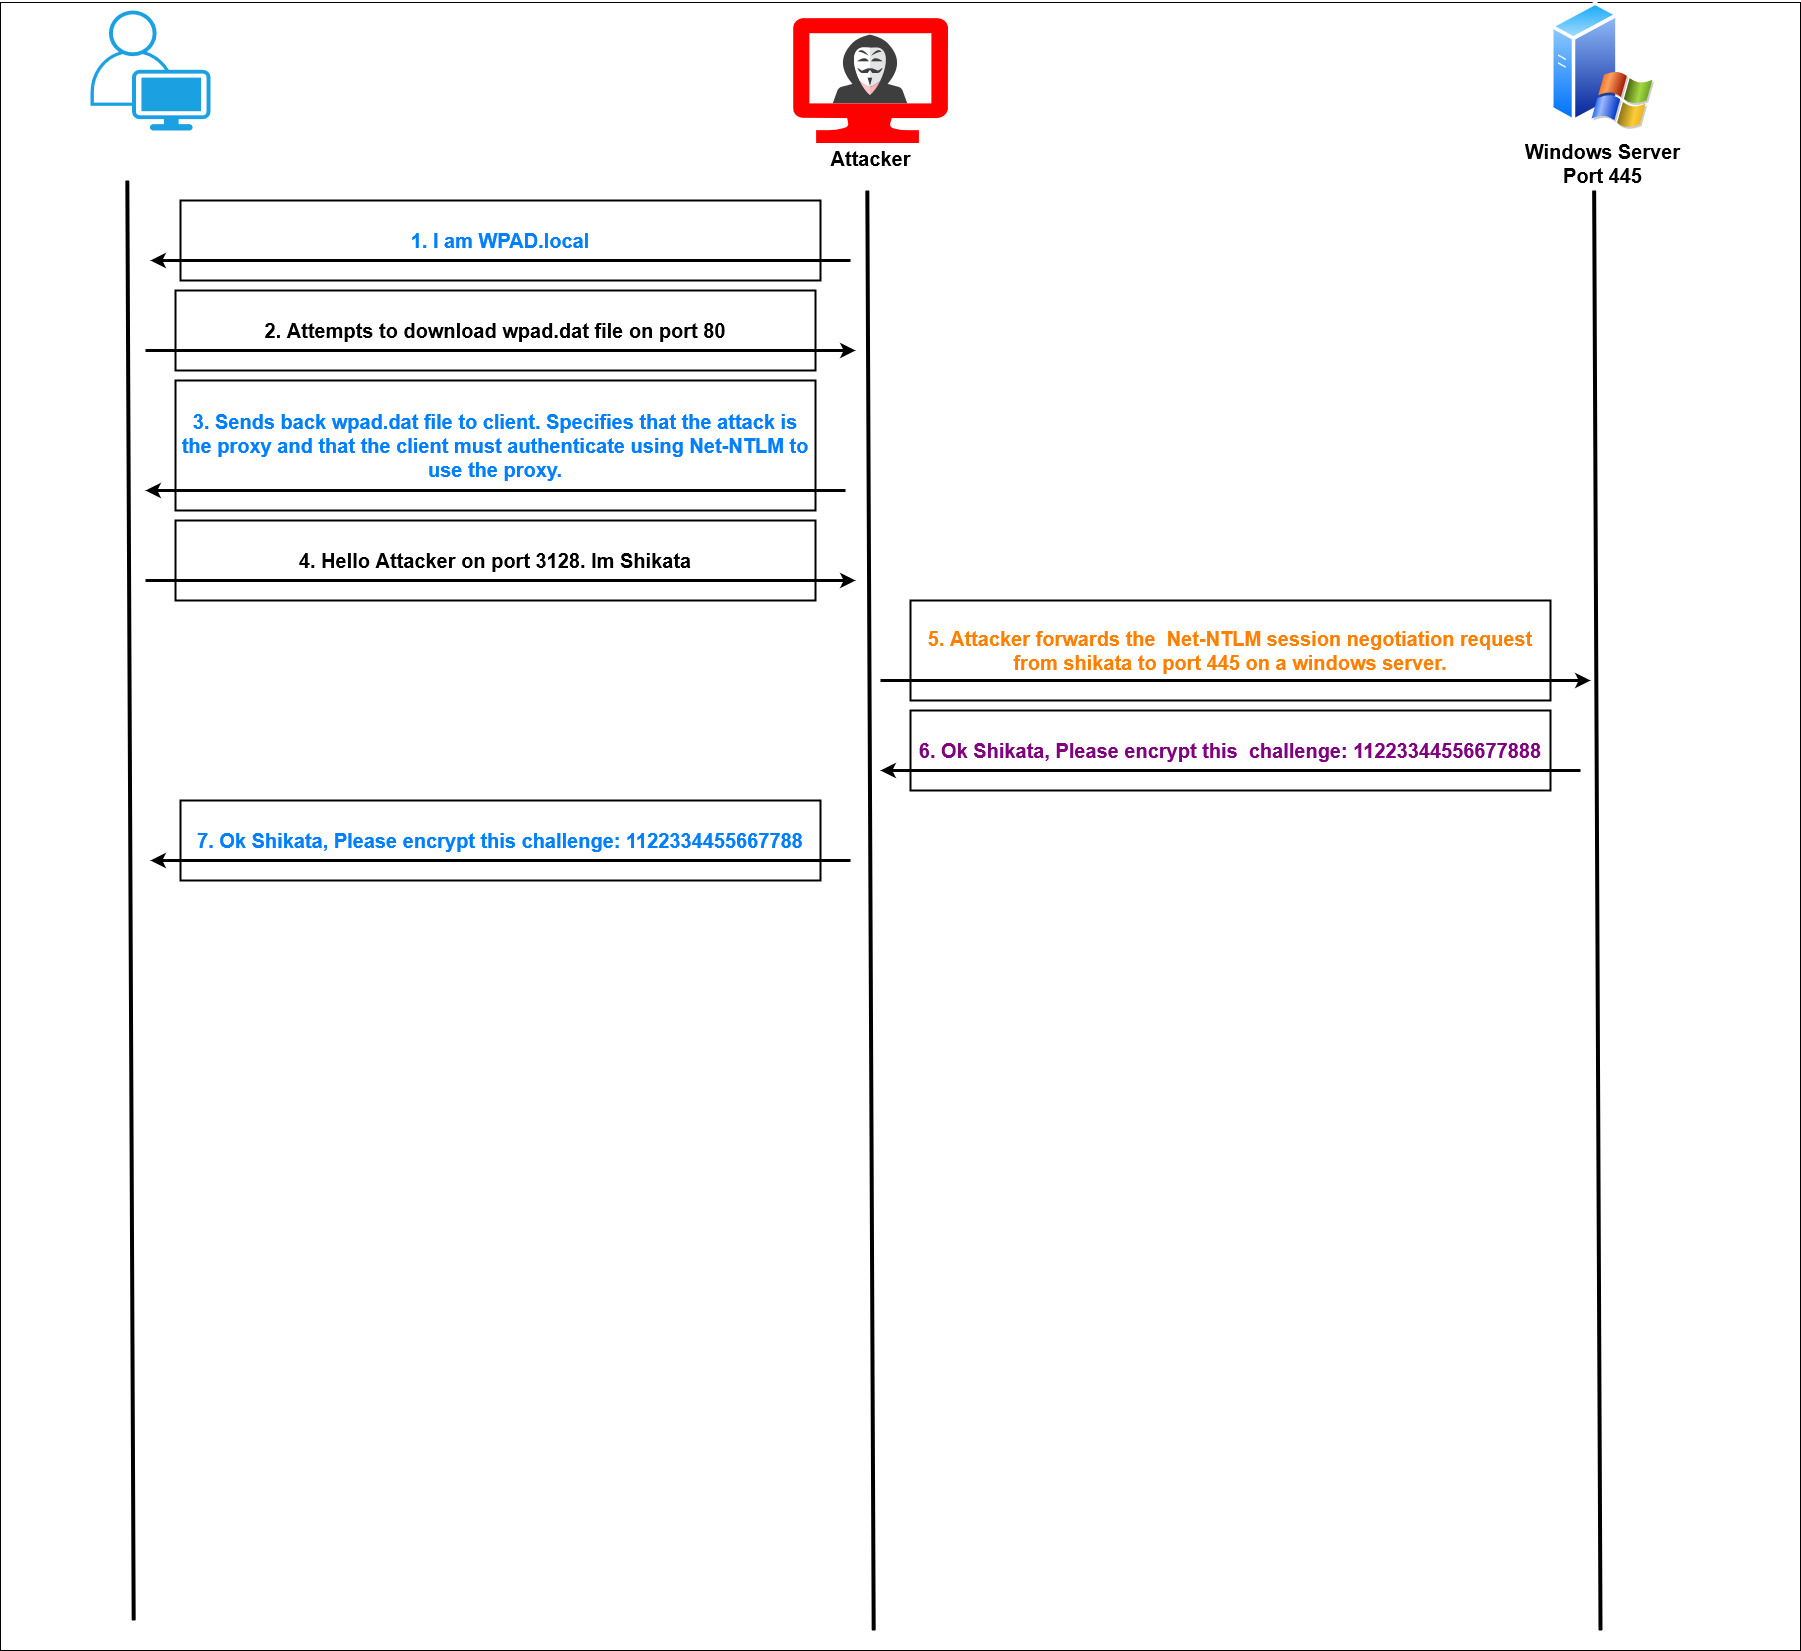 Attacker
Windows Server
Port 445
1. I am WPAD.local
2. Attempts to download wpad.dat file on port 80
3. Sends back wpad.dat file to client. Specifies that the attack is
the proxy and that the client must authenticate using Net-NTLM to
use the proxy.
4. Hello Attacker on port 3128. Im Shikata
5. Attacker forwards the  Net-NTLM session negotiation request
from shikata to port 445 on a windows server.
6. Ok Shikata, Please encrypt this  challenge: 11223344556677888
7. Ok Shikata, Please encrypt this challenge: 1122334455667788